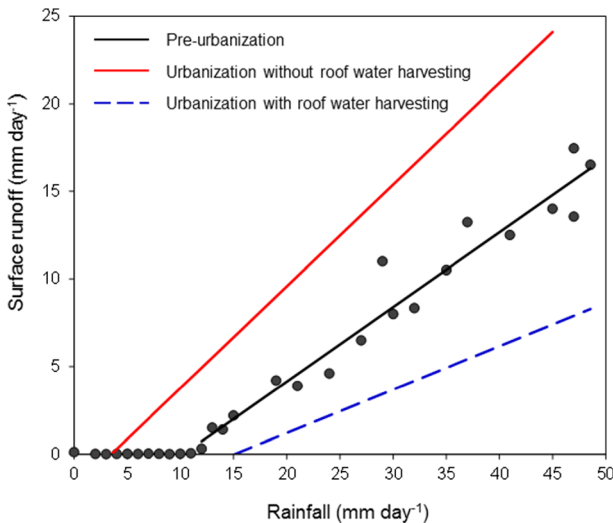 25
20
15
10
5
0
Surface runoff (mm day⁻¹)
Pre-urbanization
Urbanization without roof water harvesting
Urbanization with roof water harvesting
0 5 10 15 20 25 30 35 40 45 50
Rainfall (mm day⁻¹)